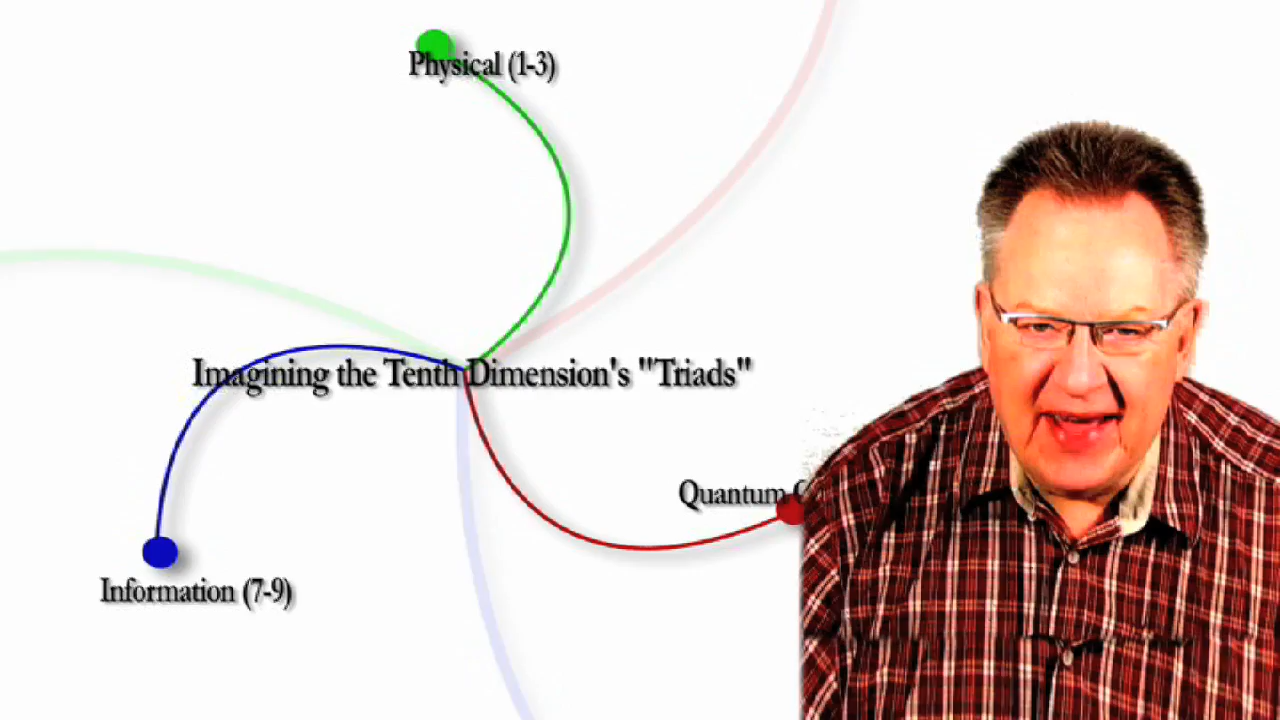 Physical (1-3)
Imagining the Tenth Dimension's "Triads"
Quantum
Information (7-9)